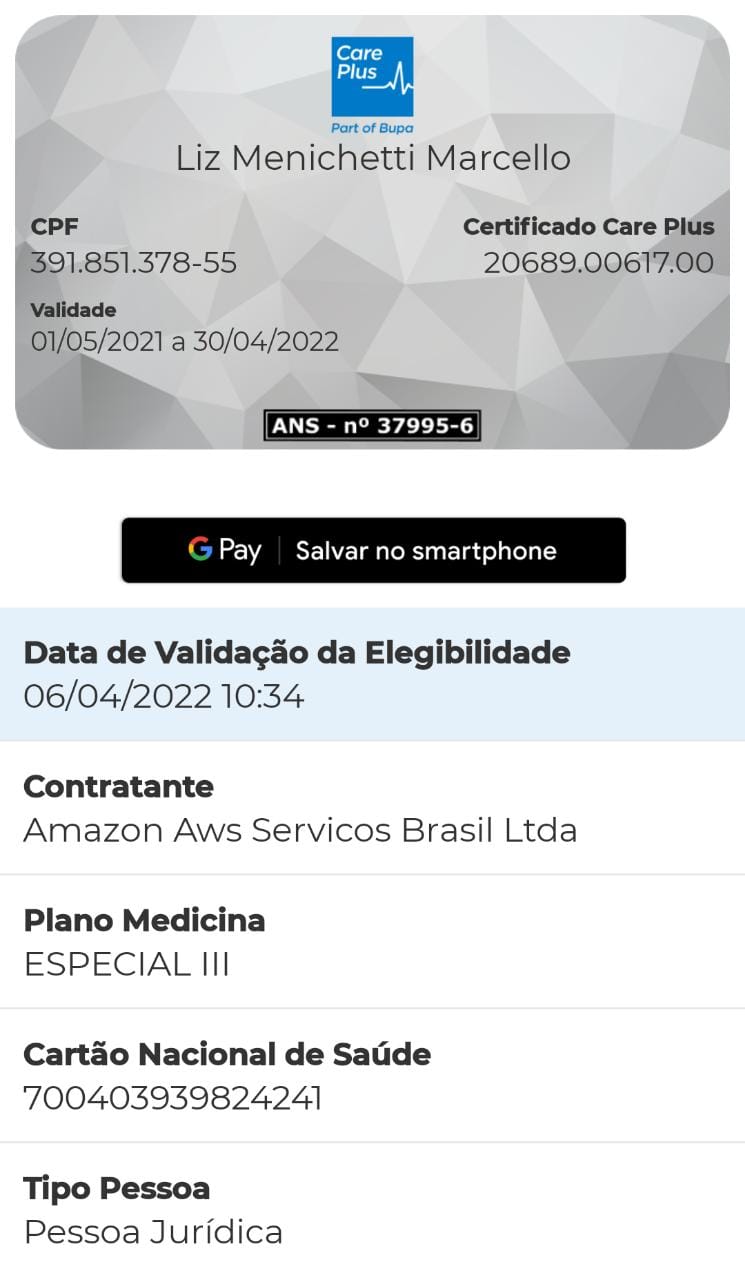 Care
Plus
Part of Bupa
Liz Menichetti Marcello
CPF
Certificado Care Plus
391.851.378-55
20689.00617.00
Validade
01/05/2021 a 30/04/2022
ANS - nº 37995-6
G Pay | Salvar no smartphone
Data de Validação da Elegibilidade
06/04/2022 10:34
Contratante
Amazon Aws Servicos Brasil Ltda
Plano Medicina
ESPECIAL III
Cartão Nacional de Saúde
700403939824241
Tipo Pessoa
Pessoa Jurídica